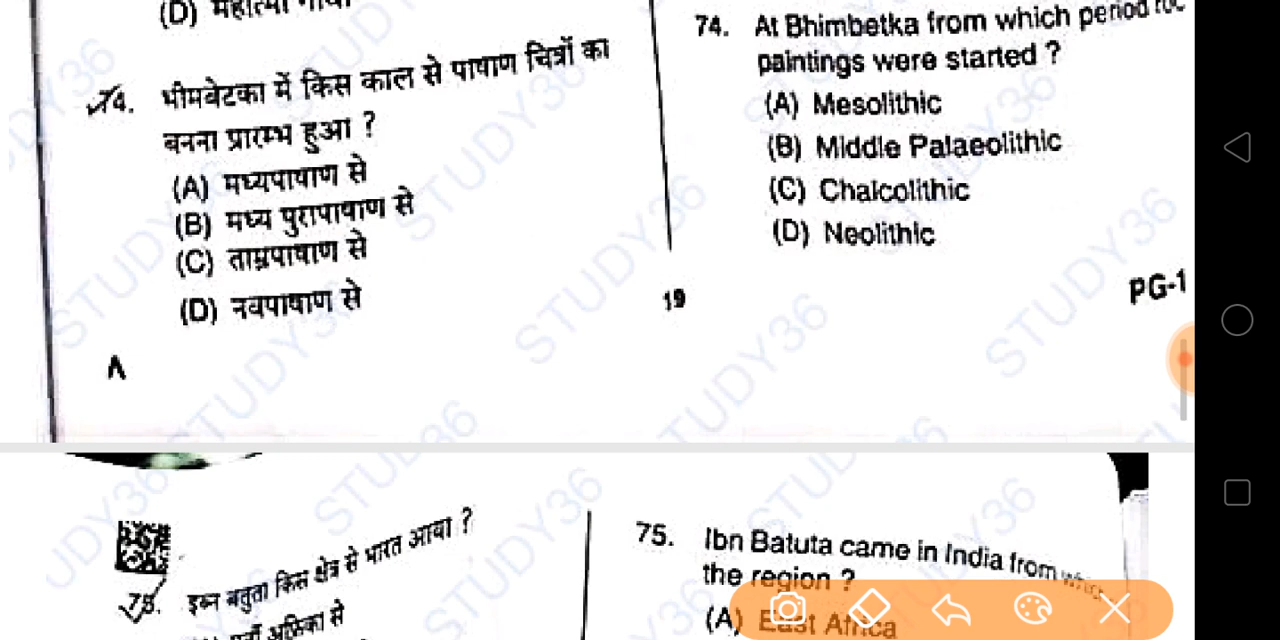 (D) महात्मा गांधी
74. भीमबेटका में किस काल से पाषाण चित्रों का
बनना प्रारम्भ हुआ ?
(A) मध्यपाषाण से
(B) मध्य पुरापाषाण से
(C) ताम्रपाषाण से
(D) नवपाषाण से
A
74. At Bhimbetka from which period
paintings were started ?
(A) Mesolithic
(B) Middle Palaeolithic
(C) Chalcolithic
(D) Neolithic
19
PG-1
75. इब्न बतुता किस क्षेत्र से भारत आया ?
अफ्रिका से
75. Ibn Batuta came in India from
the region ?
(A) East Africa
STUDY36